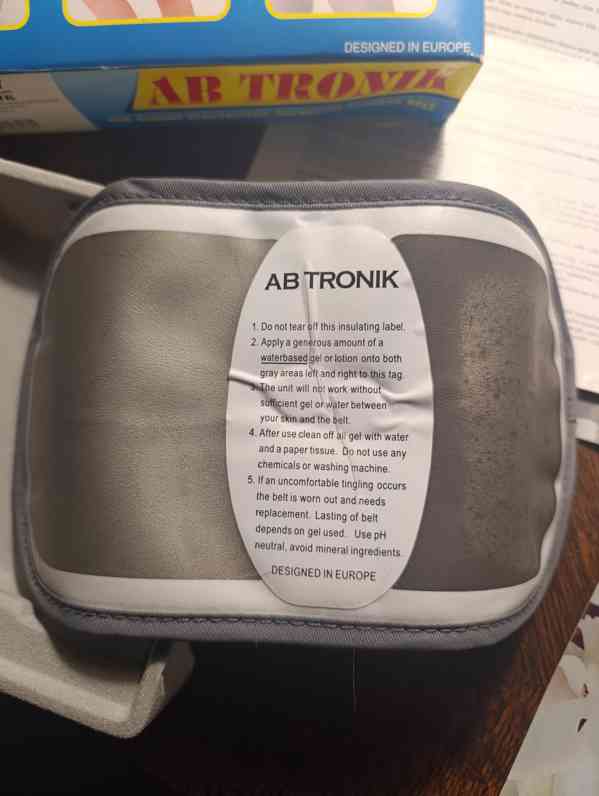 DESIGNED IN EUROPE
AB TRONIK
AB TRONIK
1. Do not tear off this insulating label.
2. Apply a generous amount of a
waterbased gel or lotion onto both
gray areas left and right to this tag.
3. The unit will not work without
sufficient gel or water between
your skin and the belt.
4. After use clean off all gel with water
and a paper tissue. Do not use any
chemicals or washing machine.
5. If an uncomfortable tingling occurs
the belt is worn out and needs
replacement. Lasting of belt
depends on gel used. Use pH
neutral, avoid mineral ingredients.
DESIGNED IN EUROPE